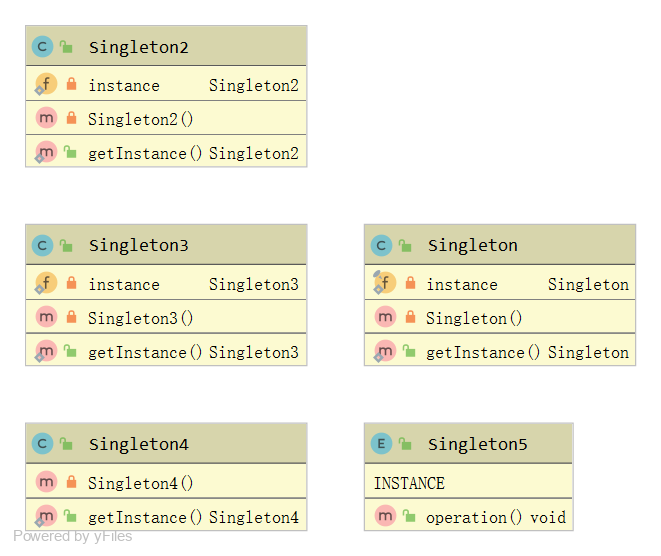 C Singleton2
f instance Singleton2
m Singleton2()
m getInstance() Singleton2
C Singleton3
f instance Singleton3
m Singleton3()
m getInstance() Singleton3
C Singleton
f instance Singleton
m Singleton()
m getInstance() Singleton
C Singleton4
m Singleton4()
m getInstance() Singleton4
E Singleton5
INSTANCE
m operation() void
Powered by yFiles